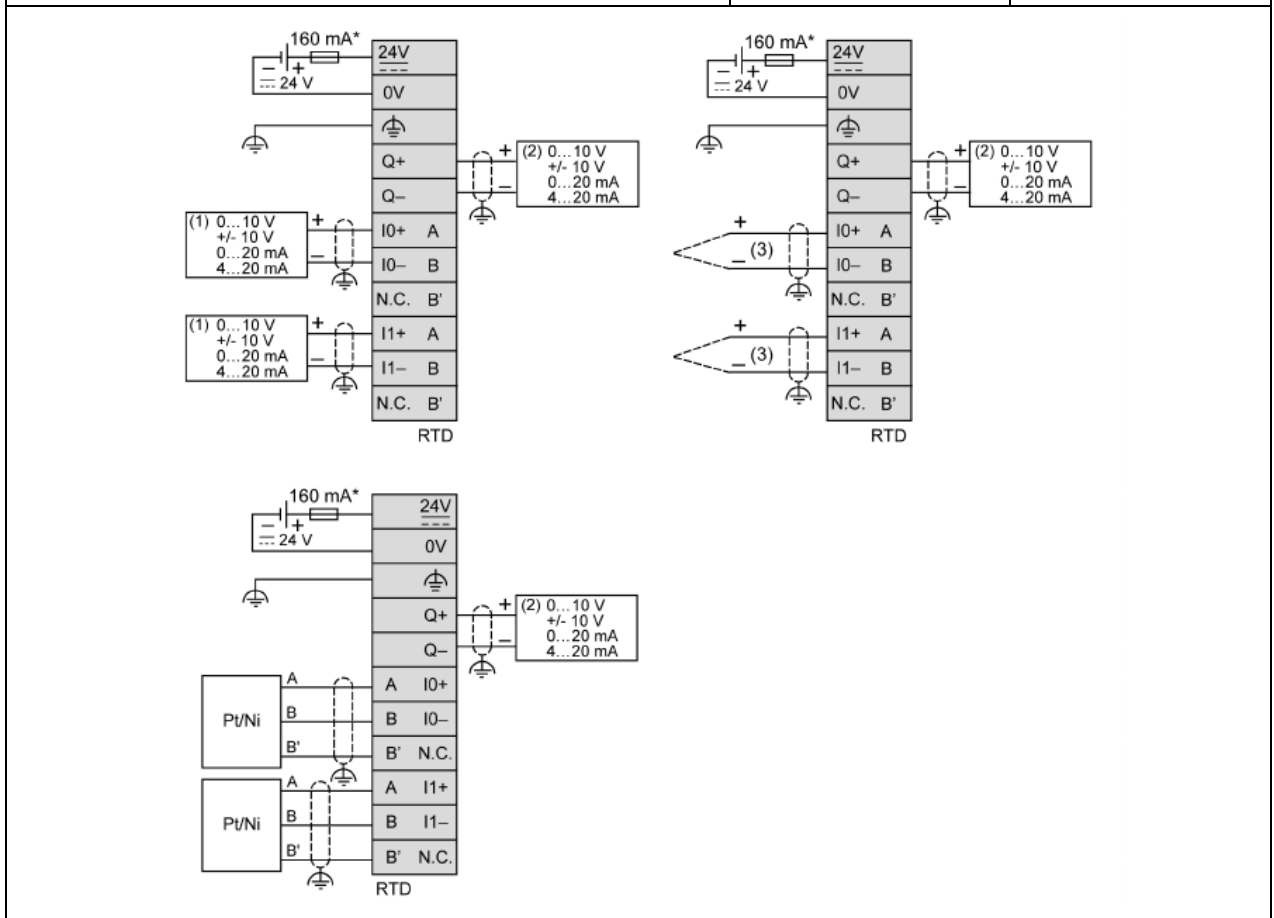 160 mA*
24V
24 V
0V
Q+
Q–
(2) 0...10 V
+/- 10 V
0...20 mA
4...20 mA
(1) 0...10 V
+/- 10 V
0...20 mA
4...20 mA
I0+ A
I0– B
N.C. B'
(1) 0...10 V
+/- 10 V
0...20 mA
4...20 mA
I1+ A
I1– B
N.C. B'
RTD
160 mA*
24V
24 V
0V
Q+
Q–
(2) 0...10 V
+/- 10 V
0...20 mA
4...20 mA
(3)
I0+ A
I0– B
N.C. B'
(3)
I1+ A
I1– B
N.C. B'
RTD
160 mA*
24V
24 V
0V
Q+
Q–
(2) 0...10 V
+/- 10 V
0...20 mA
4...20 mA
Pt/Ni
A
B
B'
A I0+
B I0–
B' N.C.
Pt/Ni
A
B
B'
A I1+
B I1–
B' N.C.
RTD